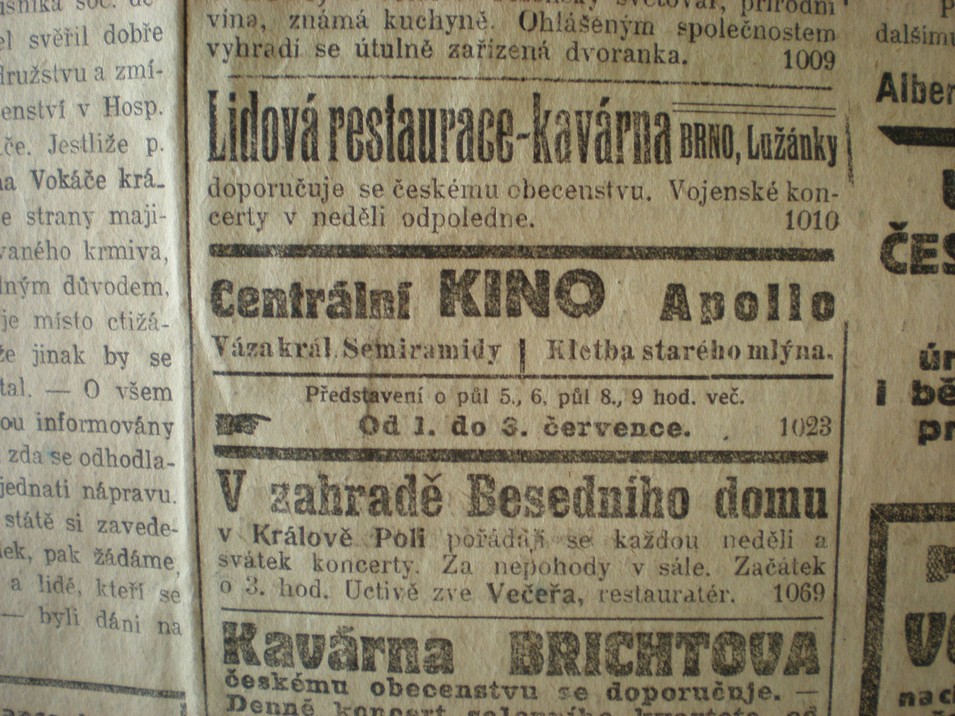 el svěřil dobře
družstvu a zmí-
enství v Hosp.
če. Jestliže p.
na Vokáče krá-
e strany maji-
vaného krmiva,
lným důvodem,
je místo ctižá-
že jinak by se
tal. — O všem
ou informovány
zda se odhodla-
jednati nápravu.
státě si zavede-
iek, pak žádáme
a lidé, kteří se
— byli dáni na
vína, známá kuchyně. Ohlášeným společnostem
vyhradí se útulně zařízená dvoranka. 1009
Lidová restaurace-kavárna BRNO, Lužánky
doporučuje se českému obecenstvu. Vojenské kon-
certy v neděli odpoledne. 1010
Centrální KINO Apollo
Váza král. Semiramidy | Kletba starého mlýna.
Představení o půl 5., 6, půl 8., 9 hod. več.
Od 1. do 3. července. 1023
V zahradě Besedního domu
v Králově Poli pořádají se každou neděli a
svátek koncerty. Za nepohody v sále. Začátek
o 3. hod. Uctivě zve Večeřa, restauratér. 1069
Kavárna BRICHTOVA
českému obecenstvu se doporučuje. —
Denně koncert
dalšímu
Alber
ČES
úr
i bě
pr
nac